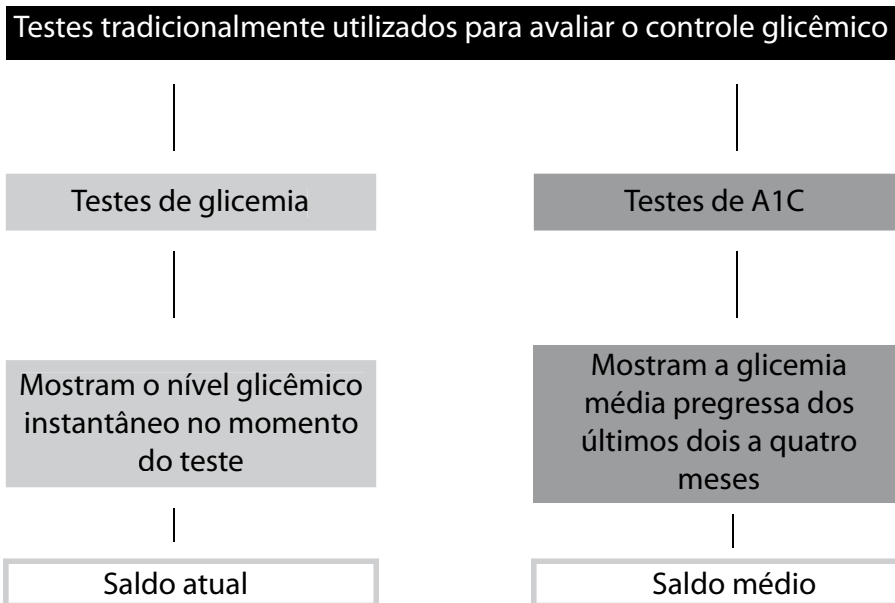 Testes tradicionalmente utilizados para avaliar o controle glicêmico
Testes de glicemia
Testes de A1C
Mostram o nível glicêmico
instantâneo no momento
do teste
Mostram a glicemia
média pregressa dos
últimos dois a quatro
meses
Saldo atual
Saldo médio